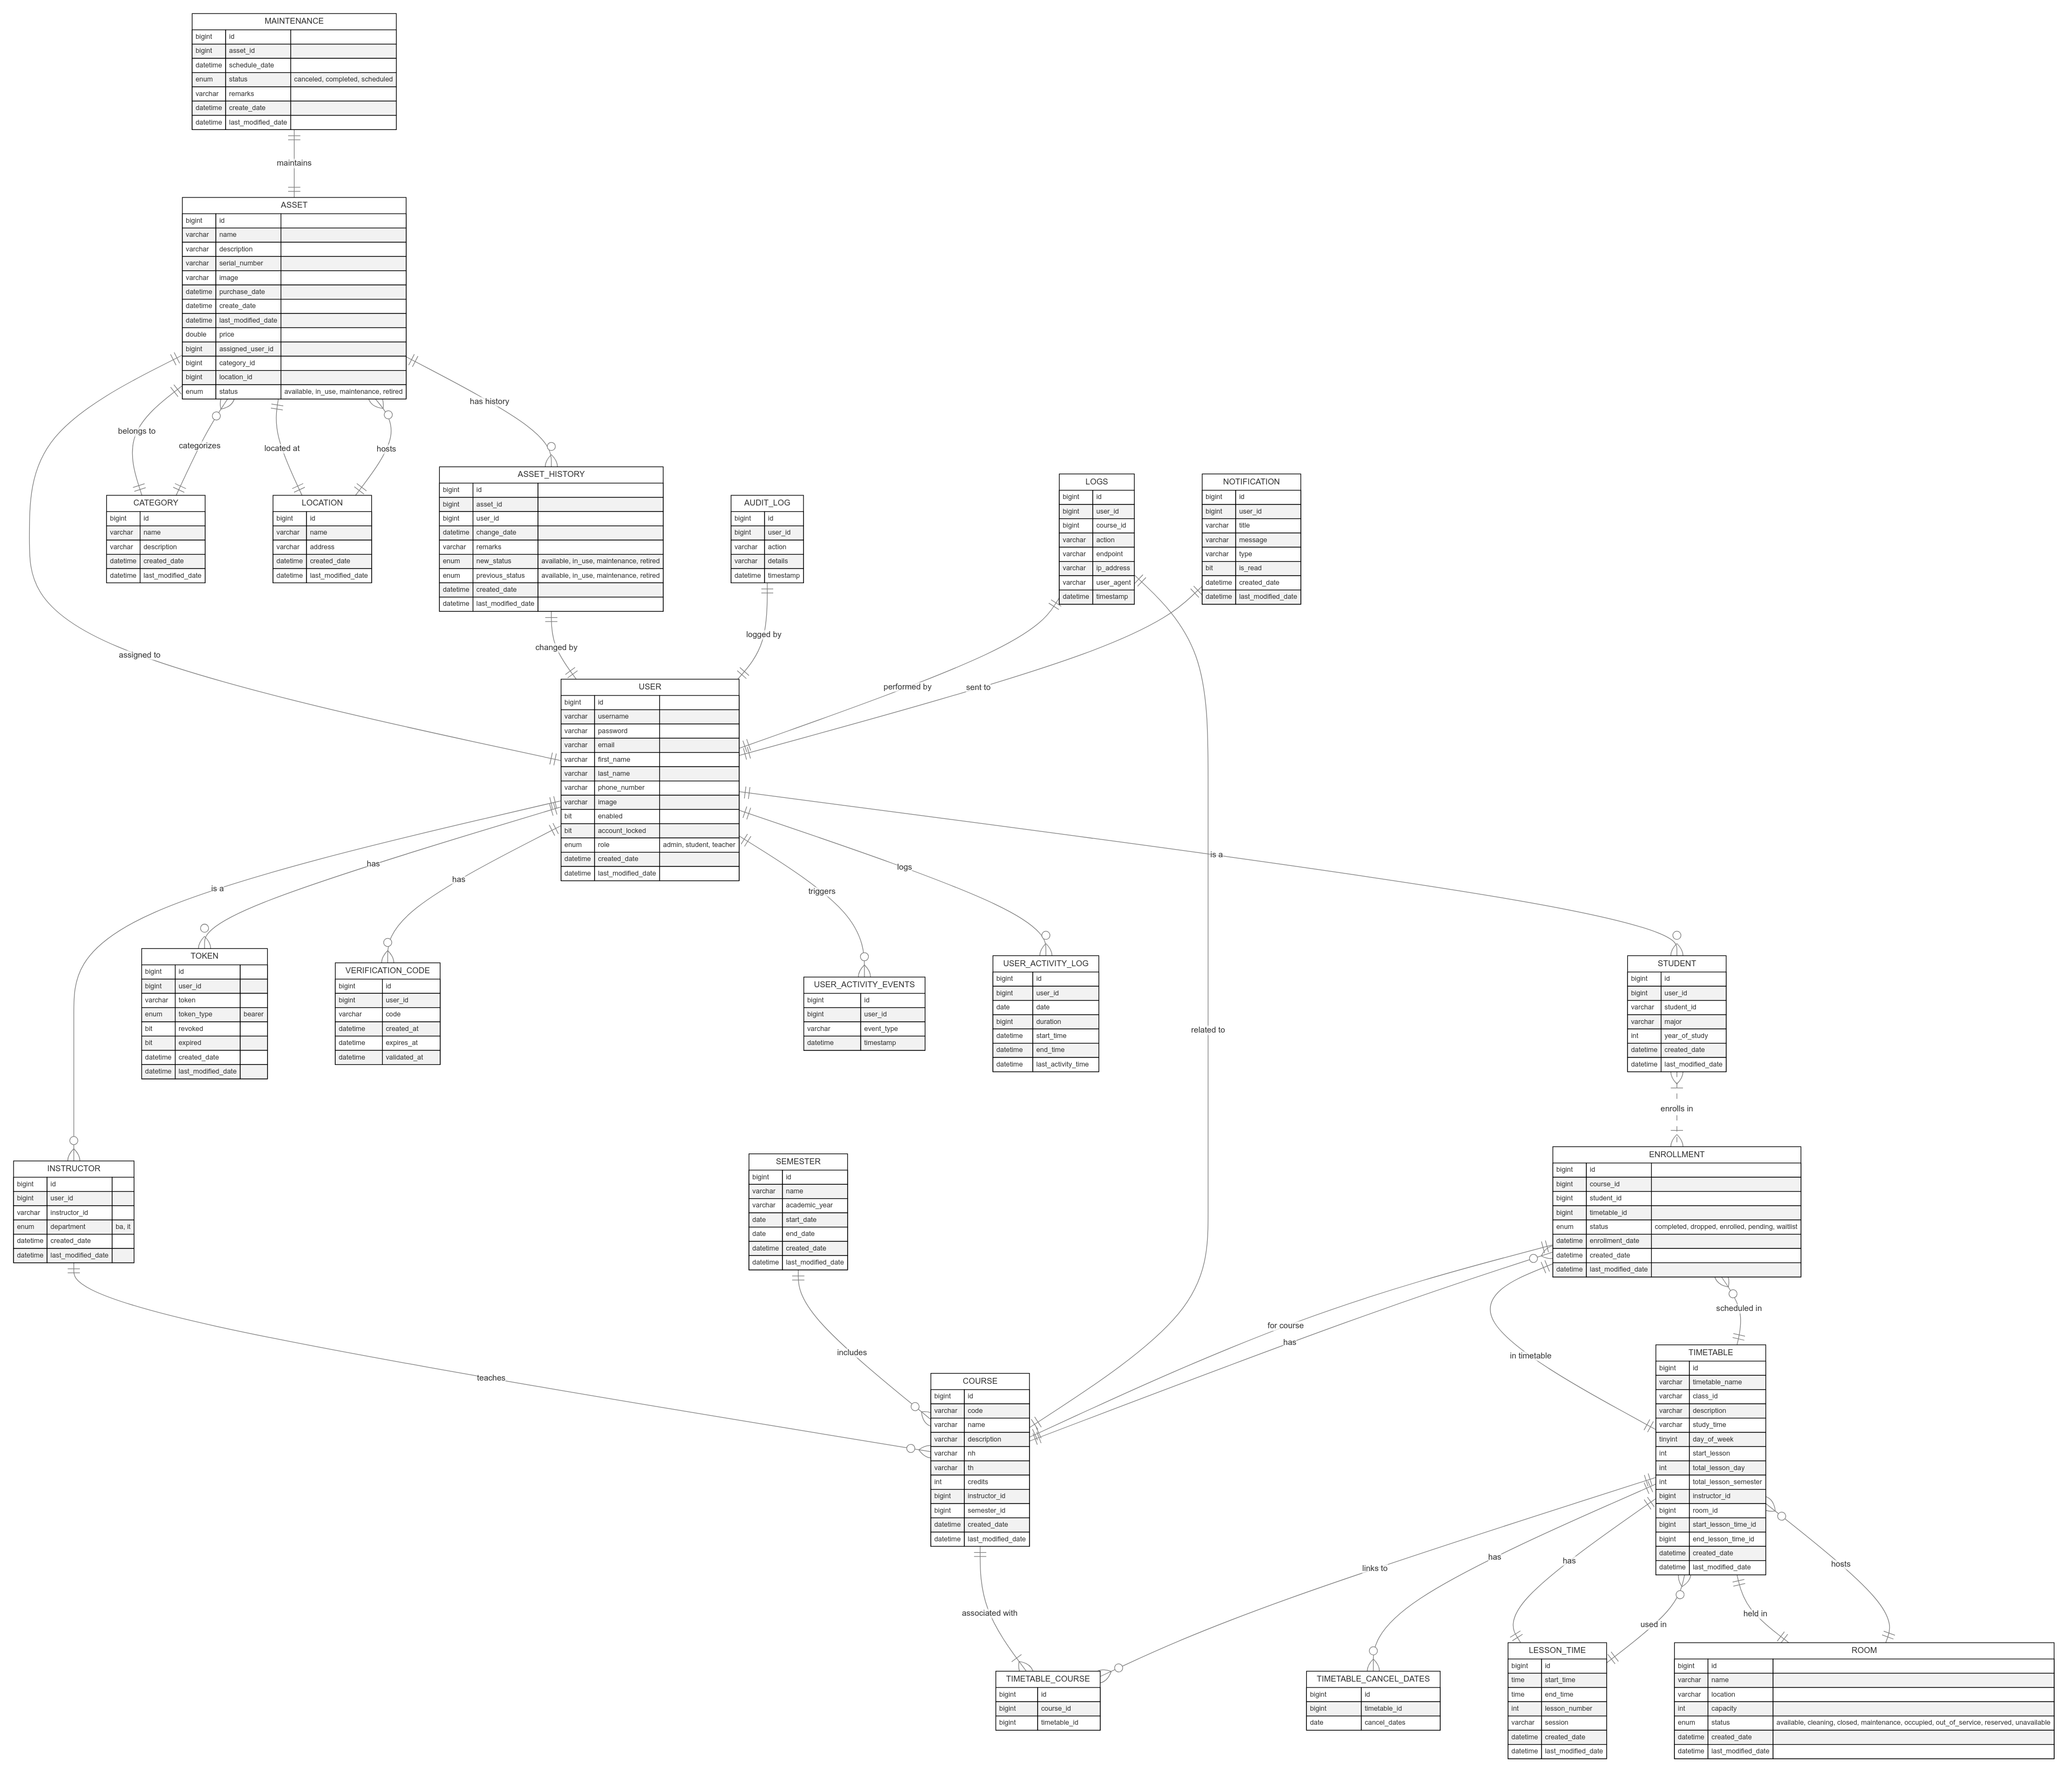 MAINTENANCE
bigint id
bigint asset_id
datetime schedule_date
enum status canceled, completed, scheduled
varchar remarks
datetime create_date
datetime last_modified_date
maintains
ASSET
bigint id
varchar name
varchar description
varchar serial_number
varchar image
datetime purchase_date
datetime create_date
datetime last_modified_date
double price
bigint assigned_user_id
bigint category_id
bigint location_id
enum status available, in_use, maintenance, retired
has history
belongs to
categorizes
located at
hosts
CATEGORY
bigint id
varchar name
varchar description
datetime created_date
datetime last_modified_date
LOCATION
bigint id
varchar name
varchar address
datetime created_date
datetime last_modified_date
ASSET_HISTORY
bigint id
bigint asset_id
bigint user_id
datetime change_date
varchar remarks
enum new_status available, in_use, maintenance, retired
enum previous_status available, in_use, maintenance, retired
datetime created_date
datetime last_modified_date
AUDIT_LOG
bigint id
bigint user_id
varchar action
varchar details
datetime timestamp
LOGS
bigint id
bigint user_id
bigint course_id
varchar action
varchar endpoint
varchar ip_address
varchar user_agent
datetime timestamp
NOTIFICATION
bigint id
bigint user_id
varchar title
varchar message
varchar type
bit is_read
datetime created_date
datetime last_modified_date
assigned to
changed by
logged by
performed by
sent to
USER
bigint id
varchar username
varchar password
varchar email
varchar first_name
varchar last_name
varchar phone_number
varchar image
bit enabled
bit account_locked
enum role admin, student, teacher
datetime created_date
datetime last_modified_date
is a
has
has
triggers
logs
is a
related to
TOKEN
bigint id
bigint user_id
varchar token
enum token_type bearer
bit revoked
bit expired
datetime created_date
datetime last_modified_date
VERIFICATION_CODE
bigint id
bigint user_id
varchar code
datetime created_at
datetime expires_at
datetime validated_at
USER_ACTIVITY_EVENTS
bigint id
bigint user_id
varchar event_type
datetime timestamp
USER_ACTIVITY_LOG
bigint id
bigint user_id
date date
bigint duration
datetime start_time
datetime end_time
datetime last_activity_time
STUDENT
bigint id
bigint user_id
varchar student_id
varchar major
int year_of_study
datetime created_date
datetime last_modified_date
enrolls in
INSTRUCTOR
bigint id
bigint user_id
varchar instructor_id
enum department ba, it
datetime created_date
datetime last_modified_date
SEMESTER
bigint id
varchar name
varchar academic_year
date start_date
date end_date
datetime created_date
datetime last_modified_date
ENROLLMENT
bigint id
bigint course_id
bigint student_id
bigint timetable_id
enum status completed, dropped, enrolled, pending, waitlist
datetime enrollment_date
datetime created_date
datetime last_modified_date
teaches
includes
for course
has
in timetable
scheduled in
COURSE
bigint id
varchar code
varchar name
varchar description
varchar nh
varchar th
int credits
bigint instructor_id
bigint semester_id
datetime created_date
datetime last_modified_date
TIMETABLE
bigint id
varchar timetable_name
varchar class_id
varchar description
varchar study_time
tinyint day_of_week
int start_lesson
int total_lesson_day
int total_lesson_semester
bigint instructor_id
bigint room_id
bigint start_lesson_time_id
bigint end_lesson_time_id
datetime created_date
datetime last_modified_date
associated with
links to
has
has
used in
held in
hosts
TIMETABLE_COURSE
bigint id
bigint course_id
bigint timetable_id
TIMETABLE_CANCEL_DATES
bigint id
bigint timetable_id
date cancel_dates
LESSON_TIME
bigint id
time start_time
time end_time
int lesson_number
varchar session
datetime created_date
datetime last_modified_date
ROOM
bigint id
varchar name
varchar location
int capacity
enum status available, cleaning, closed, maintenance, occupied, out_of_service, reserved, unavailable
datetime created_date
datetime last_modified_date